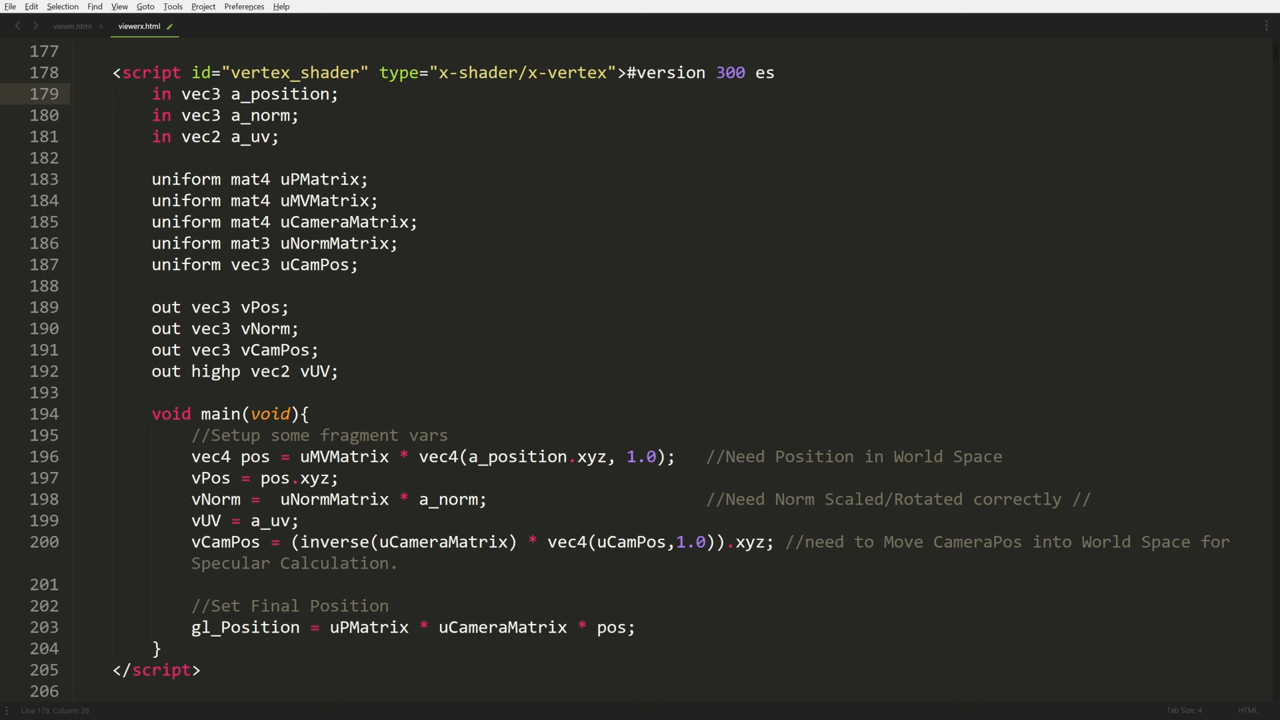 File Edit Selection Find View Goto Tools Project Preferences Help
viewer.html × viewerx.html
177
178 <script id="vertex_shader" type="x-shader/x-vertex">#version 300 es
179 in vec3 a_position;
180 in vec3 a_norm;
181 in vec2 a_uv;
182
183 uniform mat4 uPMatrix;
184 uniform mat4 uMVMatrix;
185 uniform mat4 uCameraMatrix;
186 uniform mat3 uNormMatrix;
187 uniform vec3 uCamPos;
188
189 out vec3 vPos;
190 out vec3 vNorm;
191 out vec3 vCamPos;
192 out highp vec2 vUV;
193
194 void main(void){
195 //Setup some fragment vars
196 vec4 pos = uMVMatrix * vec4(a_position.xyz, 1.0); //Need Position in World Space
197 vPos = pos.xyz;
198 vNorm =  uNormMatrix * a_norm; //Need Norm Scaled/Rotated correctly //
199 vUV = a_uv;
200 vCamPos = (inverse(uCameraMatrix) * vec4(uCamPos,1.0)).xyz; //need to Move CameraPos into World Space for
Specular Calculation.
201
202 //Set Final Position
203 gl_Position = uPMatrix * uCameraMatrix * pos;
204 }
205 </script>
206
Line 179, Column 28 Tab Size: 4 HTML